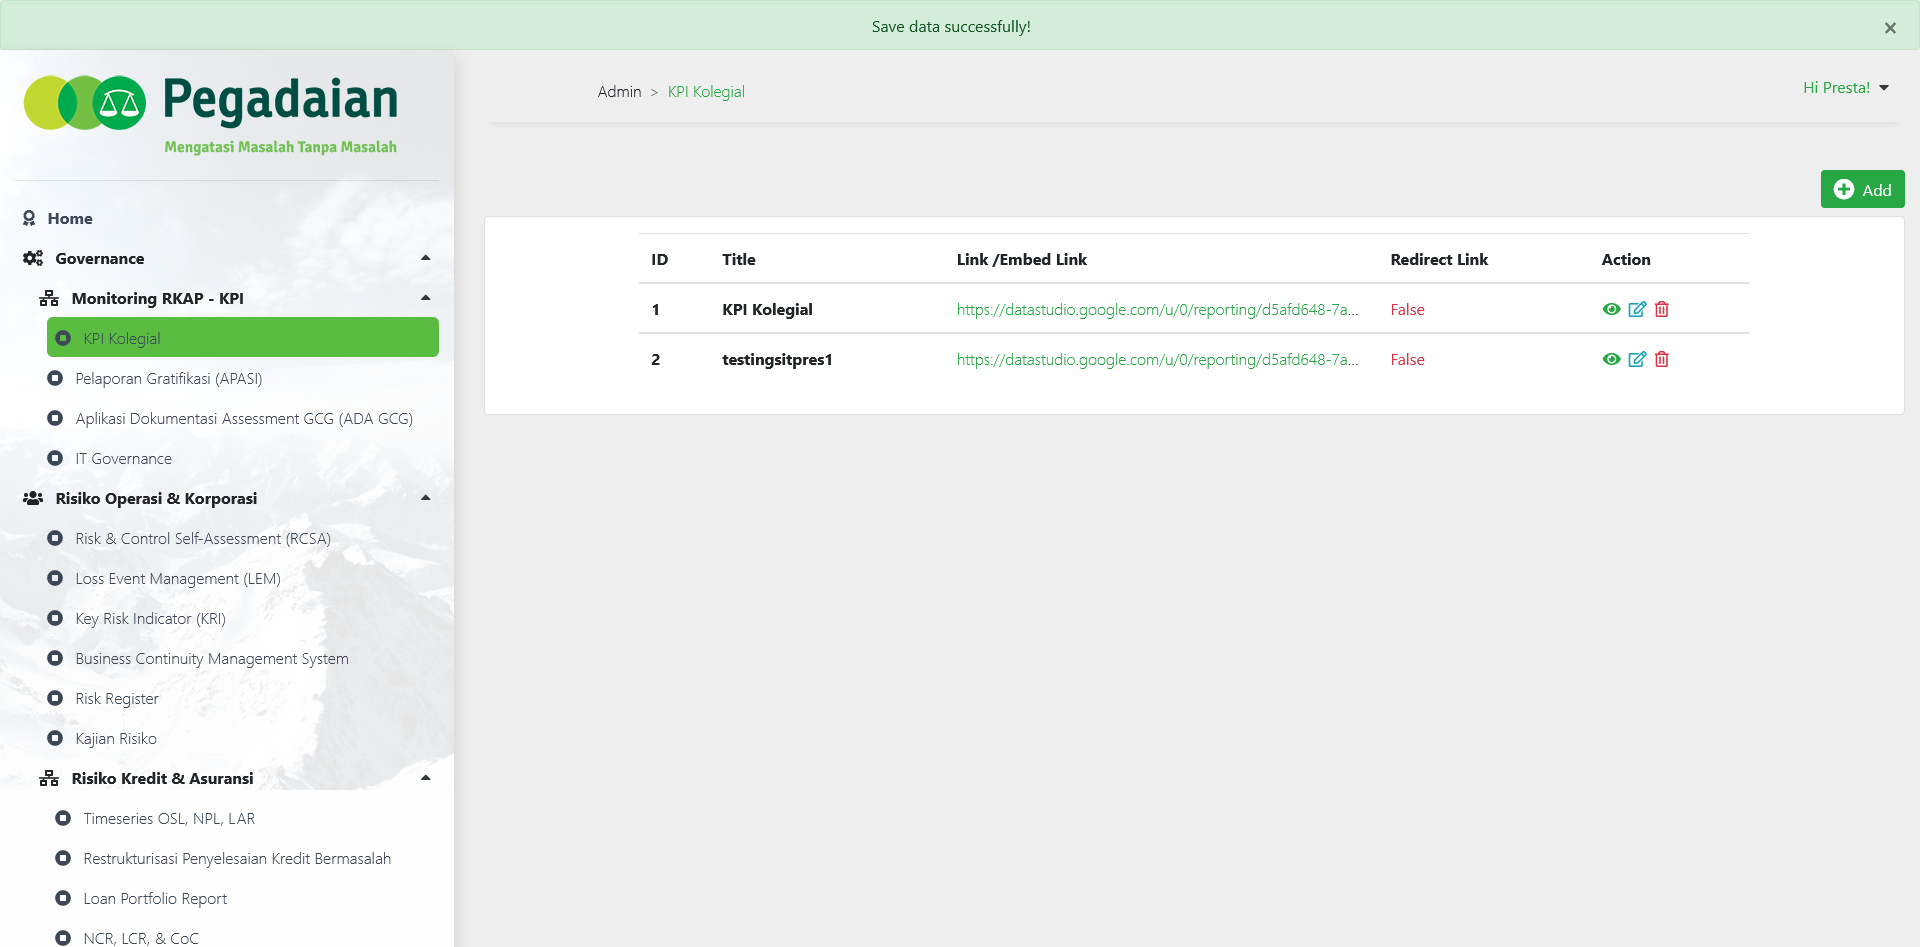 Save data successfully!
×
Pegadaian
Mengatasi Masalah Tanpa Masalah
Admin > KPI Kolegial
Hi Presta!
Home
Governance
Monitoring RKAP - KPI
KPI Kolegial
Pelaporan Gratifikasi (APASI)
Aplikasi Dokumentasi Assessment GCG (ADA GCG)
IT Governance
Risiko Operasi & Korporasi
Risk & Control Self-Assessment (RCSA)
Loss Event Management (LEM)
Key Risk Indicator (KRI)
Business Continuity Management System
Risk Register
Kajian Risiko
Risiko Kredit & Asuransi
Timeseries OSL, NPL, LAR
Restrukturisasi Penyelesaian Kredit Bermasalah
Loan Portfolio Report
NCR, LCR, & CoC
Add
ID Title Link /Embed Link Redirect Link Action
1 KPI Kolegial https://datastudio.google.com/u/0/reporting/d5afd648-7a... False
2 testingsitpres1 https://datastudio.google.com/u/0/reporting/d5afd648-7a... False